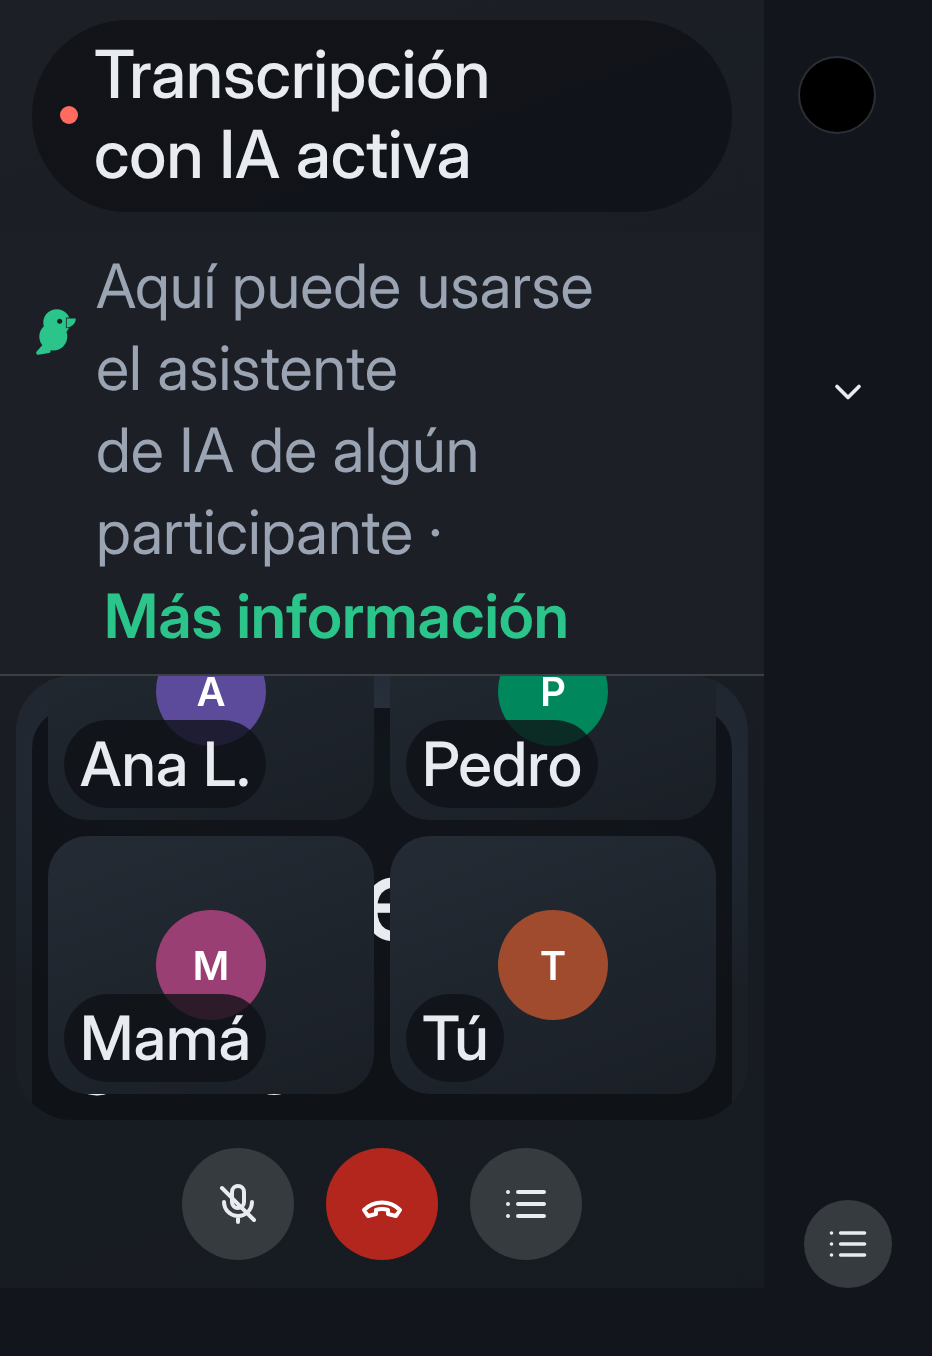 Transcripción
con IA activa
Aquí puede usarse
el asistente
de IA de algún
participante ·
Más información
A
P
Ana L.
Pedro
M
T
Mamá
Tú